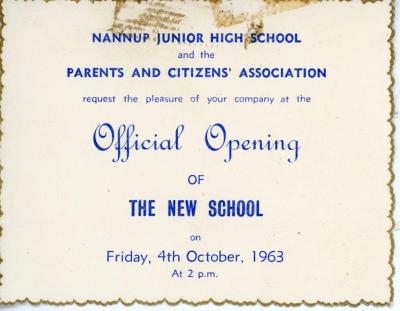 NANNUP JUNIOR HIGH SCHOOL
and the
PARENTS AND CITIZENS' ASSOCIATION
request the pleasure of your company at the
Official Opening
OF
THE NEW SCHOOL
on
Friday, 4th October, 1963
At 2 p.m.